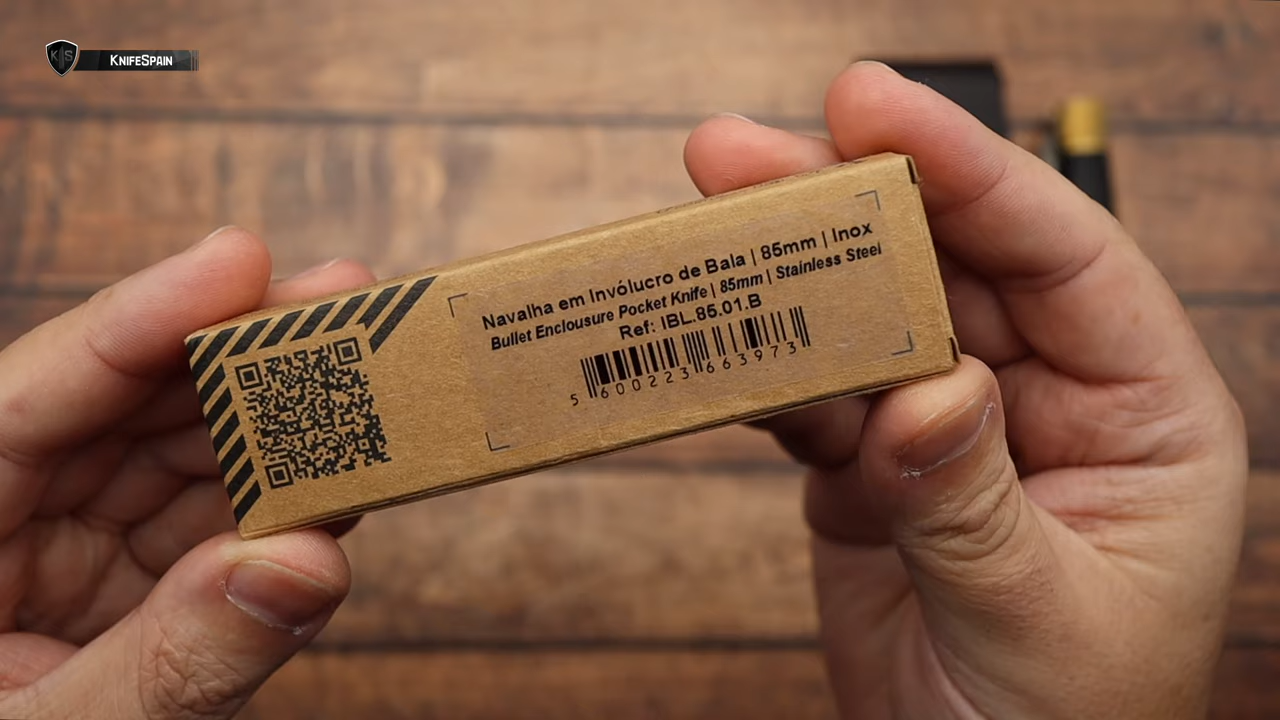 KS
KNIFESPAIN
Navalha em Invólucro de Bala | 85mm | Inox
Bullet Enclousure Pocket Knife | 85mm | Stainless Steel
Ref: IBL.85.01.B
5 600223 663973